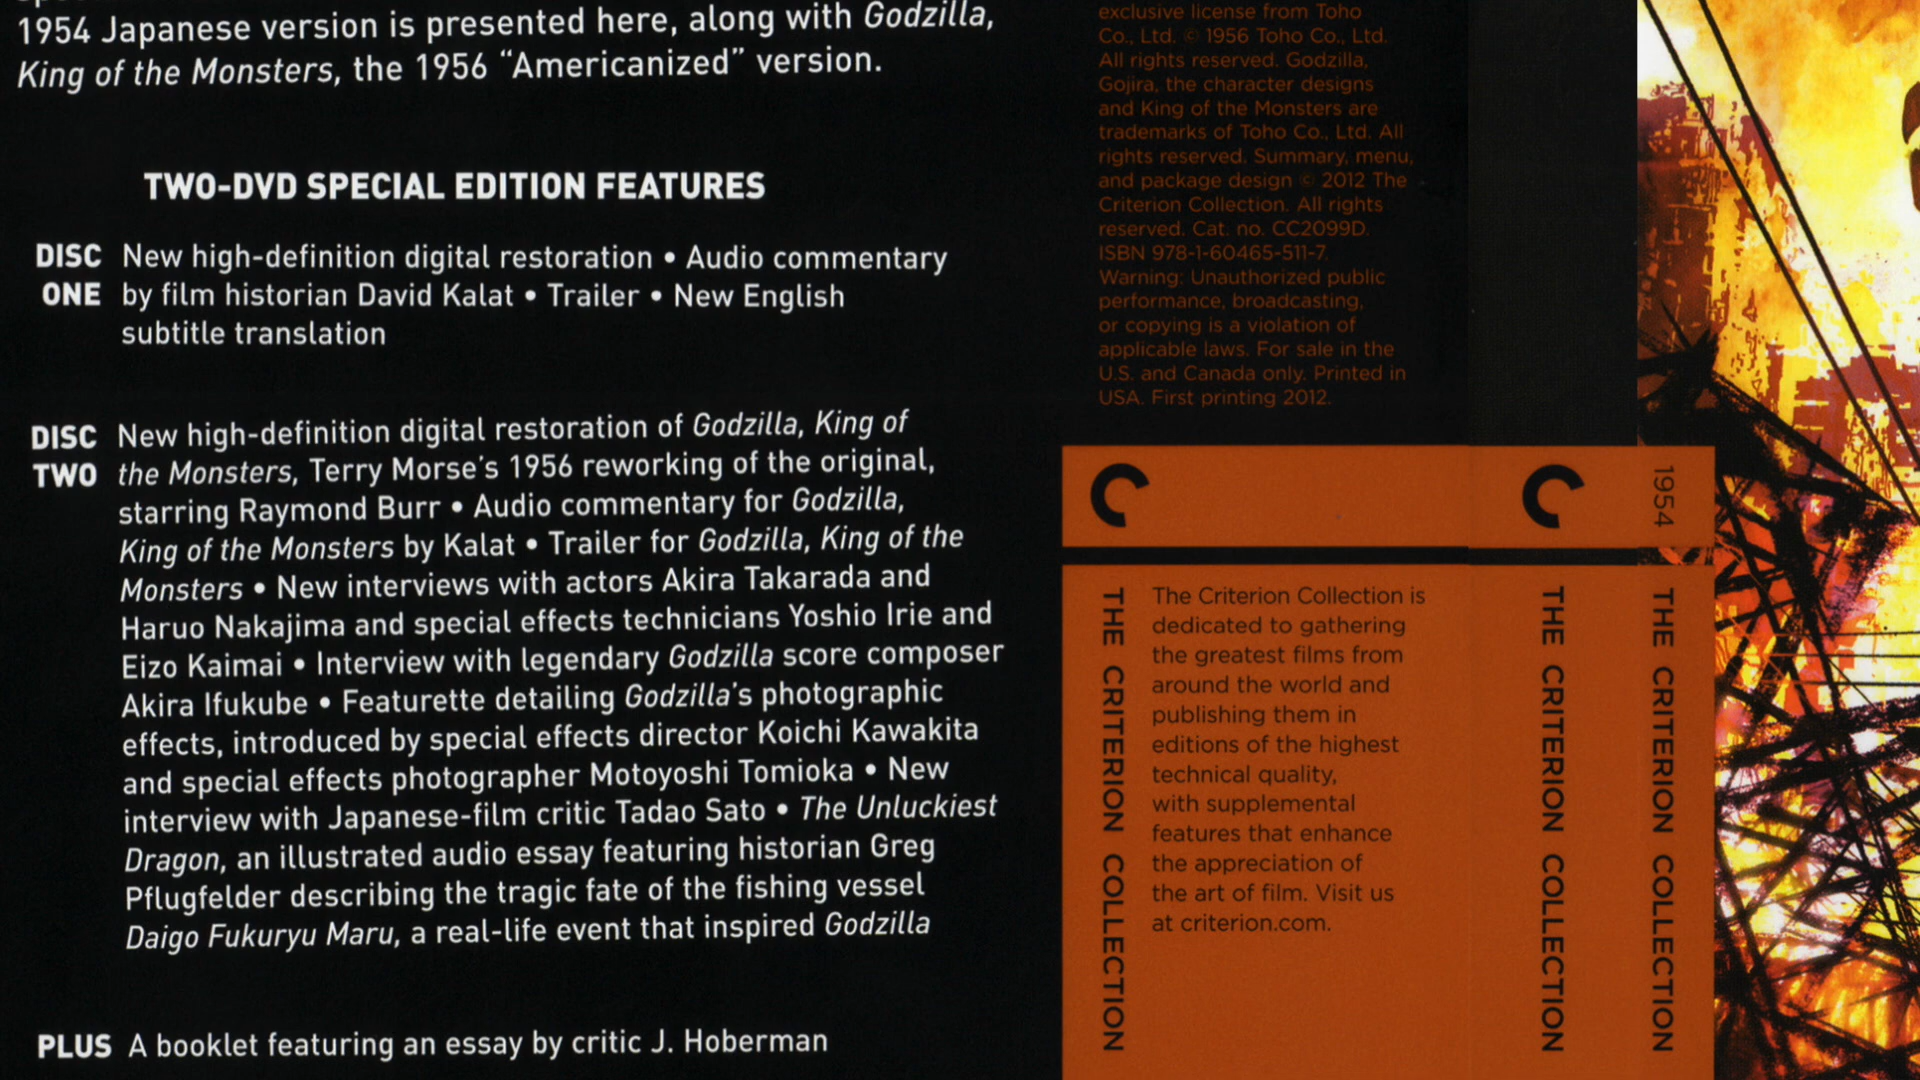 1954 Japanese version is presented here, along with Godzilla,
King of the Monsters, the 1956 “Americanized” version.
TWO-DVD SPECIAL EDITION FEATURES
DISC ONE
New high-definition digital restoration • Audio commentary
by film historian David Kalat • Trailer • New English
subtitle translation
DISC TWO
New high-definition digital restoration of Godzilla, King of
the Monsters, Terry Morse’s 1956 reworking of the original,
starring Raymond Burr • Audio commentary for Godzilla,
King of the Monsters by Kalat • Trailer for Godzilla, King of the
Monsters • New interviews with actors Akira Takarada and
Haruo Nakajima and special effects technicians Yoshio Irie and
Eizo Kaimai • Interview with legendary Godzilla score composer
Akira Ifukube • Featurette detailing Godzilla’s photographic
effects, introduced by special effects director Koichi Kawakita
and special effects photographer Motoyoshi Tomioka • New
interview with Japanese-film critic Tadao Sato • The Unluckiest
Dragon, an illustrated audio essay featuring historian Greg
Pflugfelder describing the tragic fate of the fishing vessel
Daigo Fukuryu Maru, a real-life event that inspired Godzilla
PLUS A booklet featuring an essay by critic J. Hoberman
exclusive license from Toho
Co., Ltd. © 1956 Toho Co., Ltd.
All rights reserved. Godzilla,
Gojira, the character designs
and King of the Monsters are
trademarks of Toho Co., Ltd. All
rights reserved. Summary, menu,
and package design © 2012 The
Criterion Collection. All rights
reserved. Cat. no. CC2099D.
ISBN 978-1-60465-511-7.
Warning: Unauthorized public
performance, broadcasting,
or copying is a violation of
applicable laws. For sale in the
U.S. and Canada only. Printed in
USA. First printing 2012.
THE CRITERION COLLECTION
The Criterion Collection is
dedicated to gathering
the greatest films from
around the world and
publishing them in
editions of the highest
technical quality,
with supplemental
features that enhance
the appreciation of
the art of film. Visit us
at criterion.com.
THE CRITERION COLLECTION
1954
THE CRITERION COLLECTION